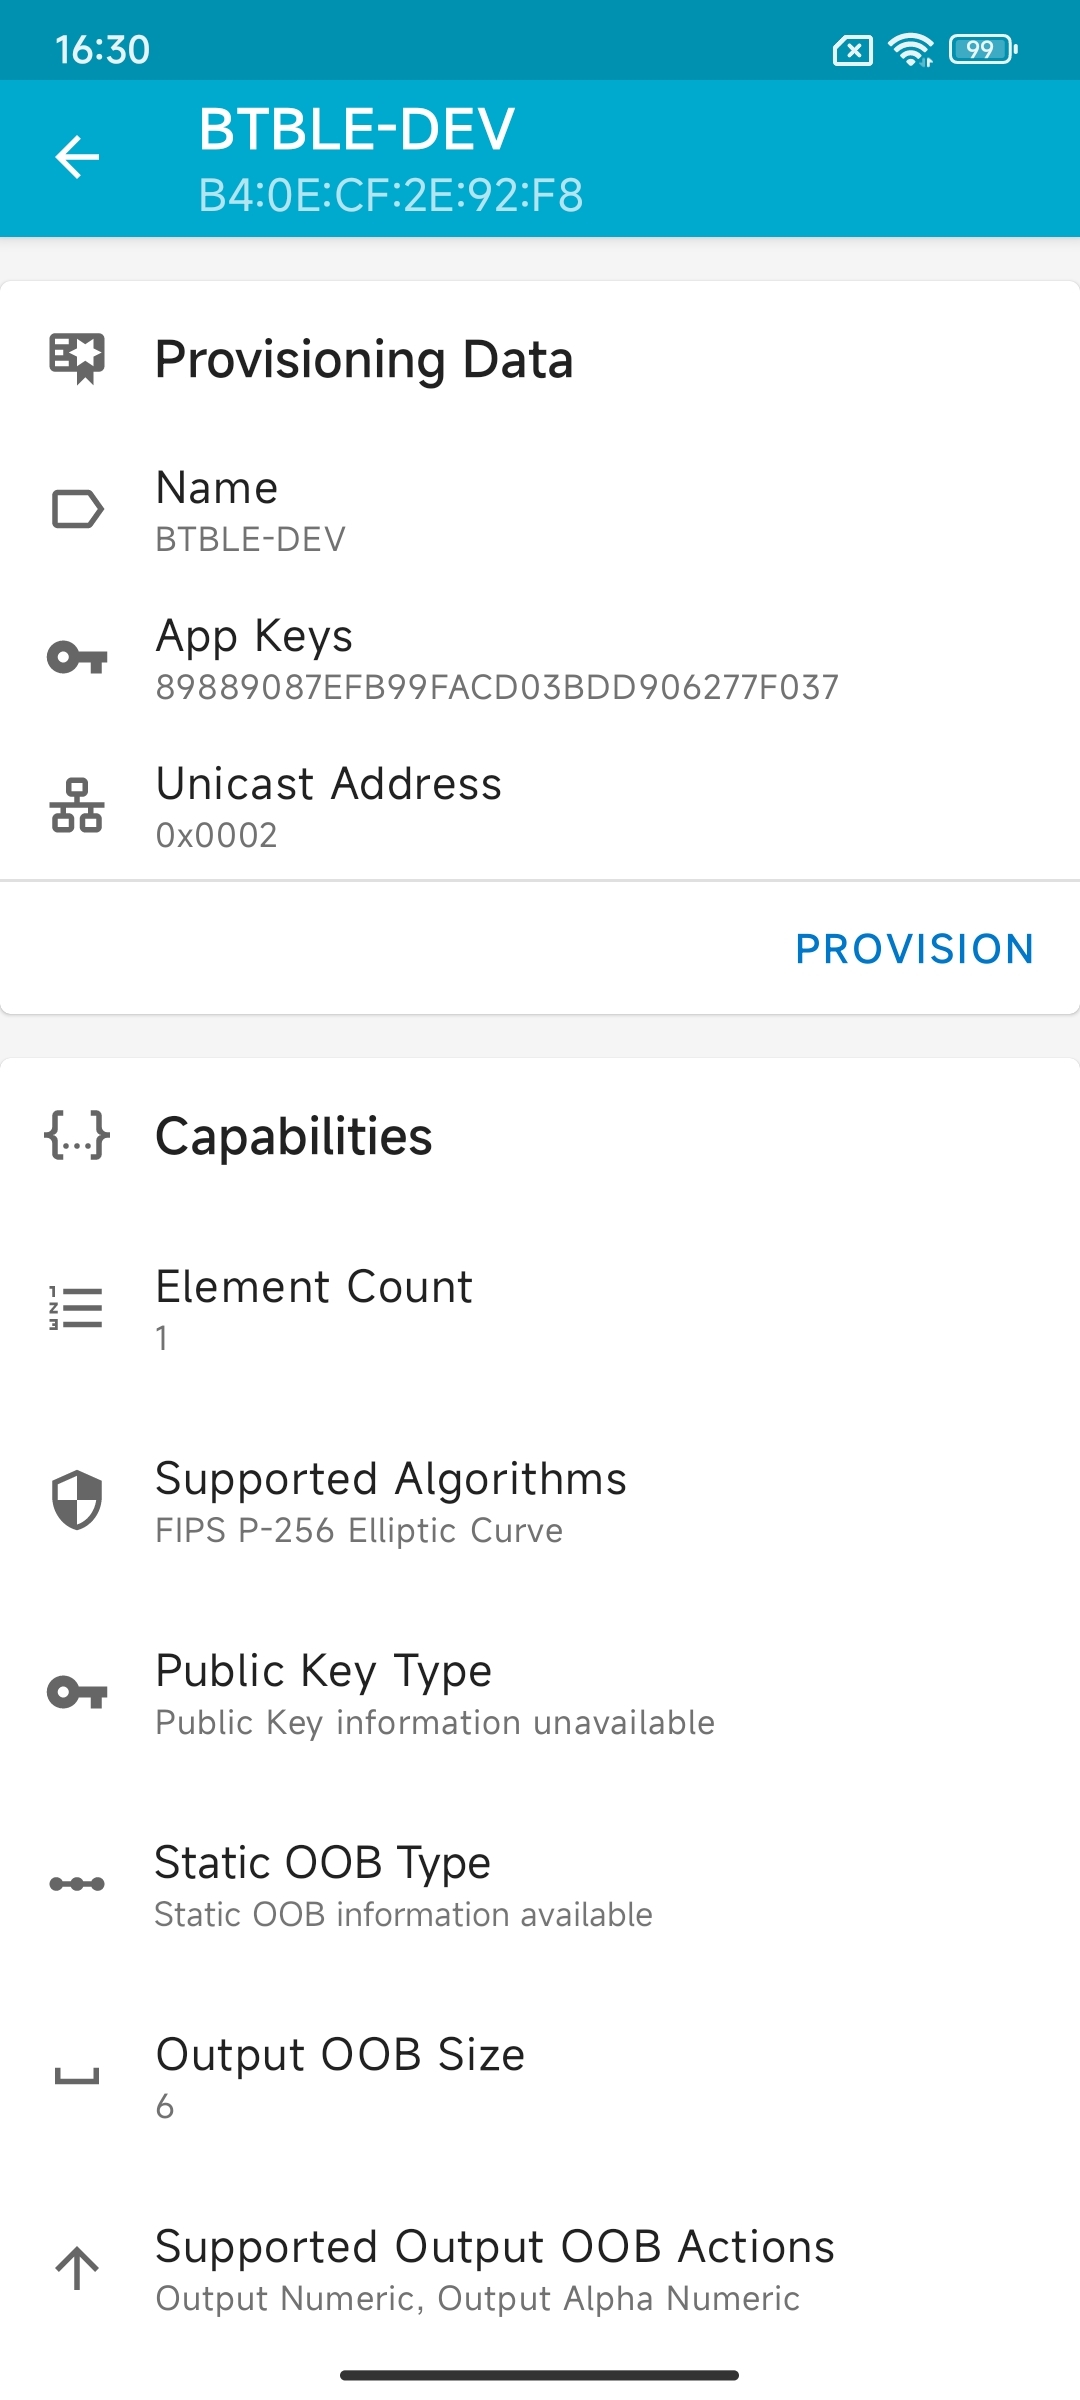 16:30
99
BTBLE-DEV
B4:0E:CF:2E:92:F8
Provisioning Data
Name
BTBLE-DEV
App Keys
89889087EFB99FACD03BDD906277F037
Unicast Address
0x0002
PROVISION
Capabilities
Element Count
1
Supported Algorithms
FIPS P-256 Elliptic Curve
Public Key Type
Public Key information unavailable
Static OOB Type
Static OOB information available
Output OOB Size
6
Supported Output OOB Actions
Output Numeric, Output Alpha Numeric